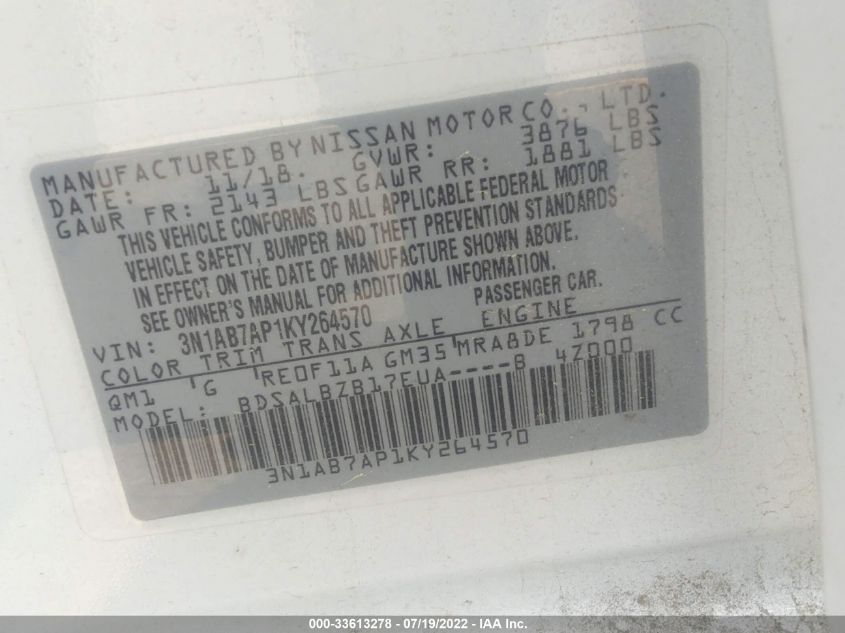 MANUFACTURED BY NISSAN MOTOR CO., LTD.
DATE: 11/18. GVWR: 3876 LBS
GAWR FR: 2143 LBS GAWR RR: 1881 LBS
THIS VEHICLE CONFORMS TO ALL APPLICABLE FEDERAL MOTOR
VEHICLE SAFETY, BUMPER AND THEFT PREVENTION STANDARDS
IN EFFECT ON THE DATE OF MANUFACTURE SHOWN ABOVE.
SEE OWNER'S MANUAL FOR ADDITIONAL INFORMATION.
VIN: 3N1AB7AP1KY264570 PASSENGER CAR.
COLOR TRIM TRANS AXLE ENGINE
QM1 G RE0F11A GM35 MRA8DE 1798 CC
MODEL: BDSALBZB17EUA----B 4Z000
3N1AB7AP1KY264570
000-33613278 - 07/19/2022 - IAA Inc.